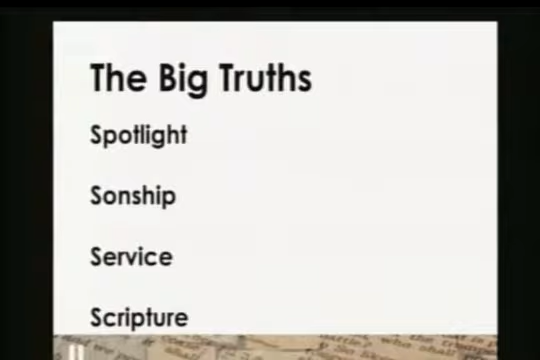 The Big Truths
Spotlight
Sonship
Service
Scripture